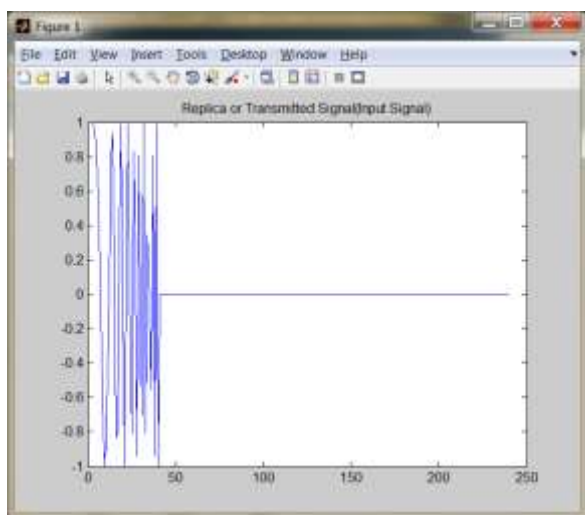 Figure 1
File Edit View Insert Tools Desktop Window Help
Replica or Transmitted Signal(Input Signal)
1
0.8
0.6
0.4
0.2
0
-0.2
-0.4
-0.6
-0.8
-1
0 50 100 150 200 250